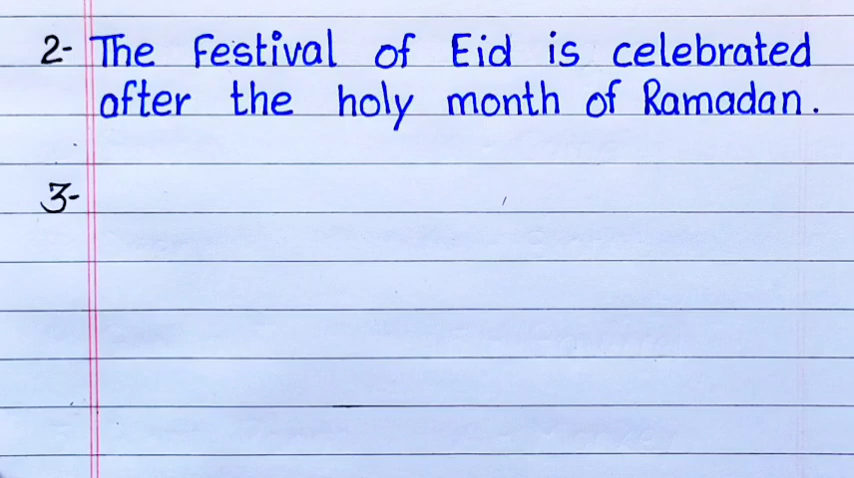 2- The Festival of Eid is celebrated
after the holy month of Ramadan.
3-